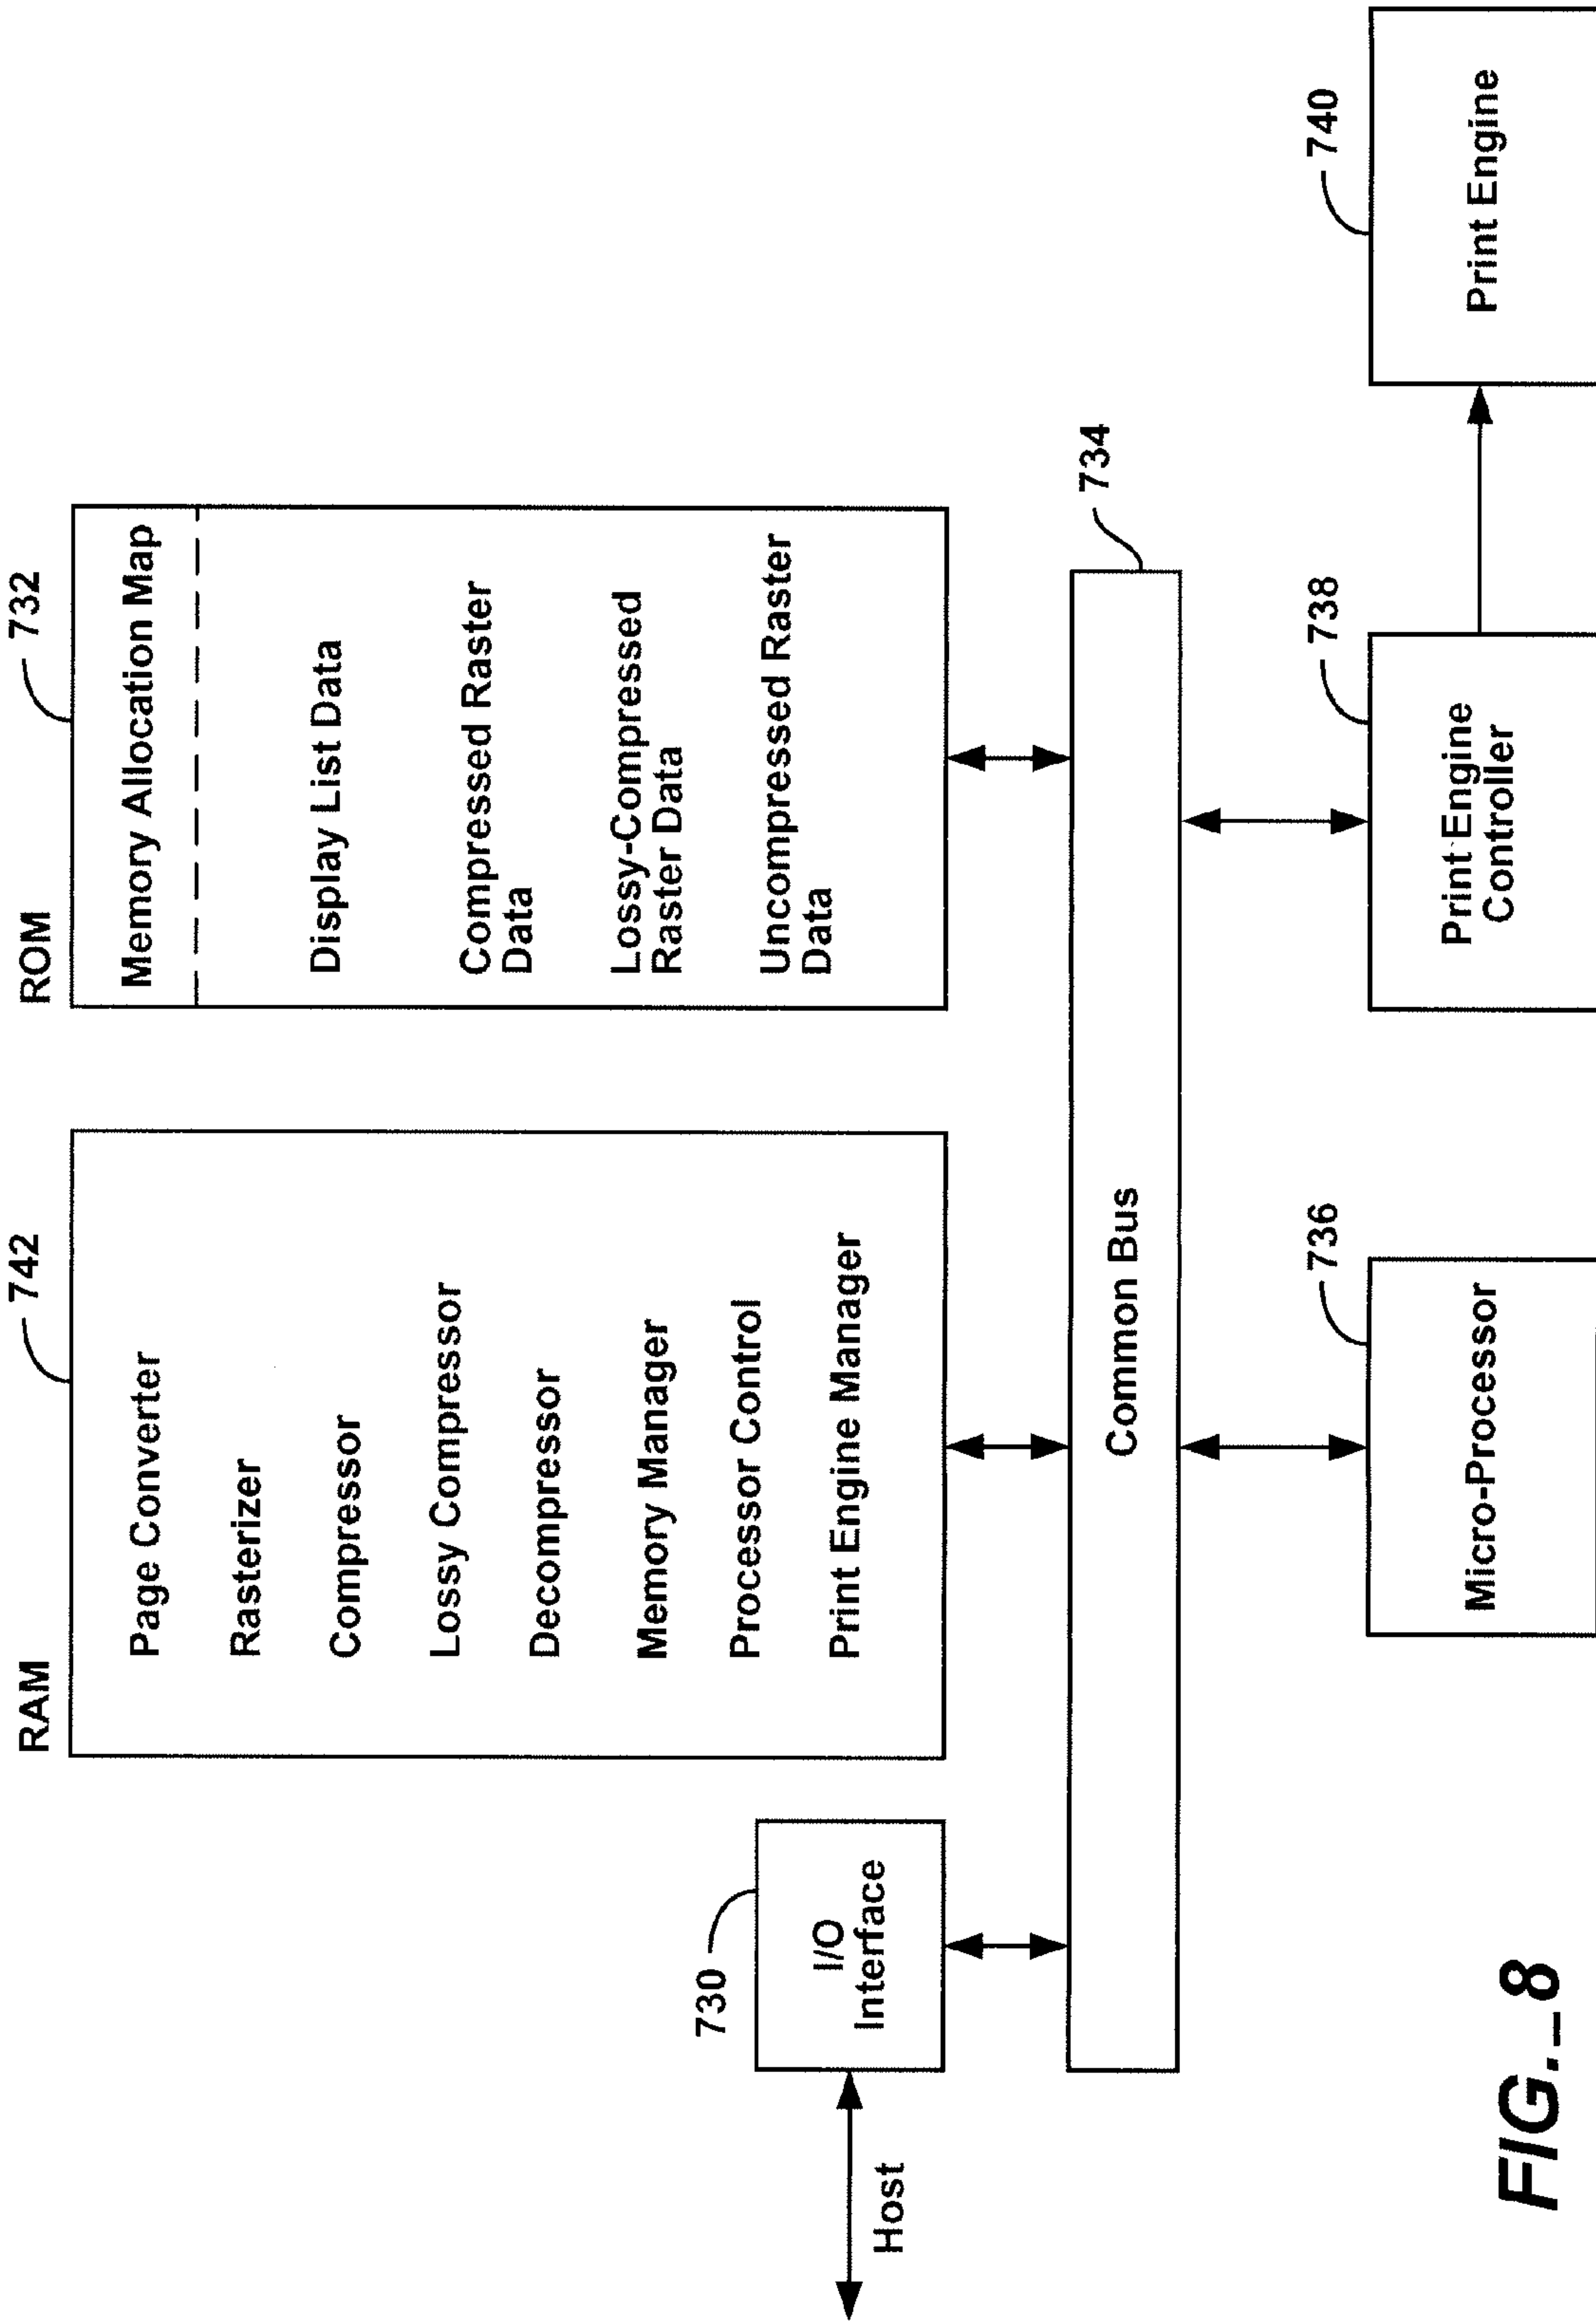 RAM
742
Page Converter
Rasterizer
Compressor
Lossy Compressor
Decompressor
Memory Manager
Processor Control
Print Engine Manager
ROM
732
Memory Allocation Map
Display List Data
Compressed Raster
Data
Lossy-Compressed
Raster Data
Uncompressed Raster
Data
730
I/O
Interface
Host
734
Common Bus
736
Micro-Processor
738
Print Engine
Controller
740
Print Engine
FIG._8